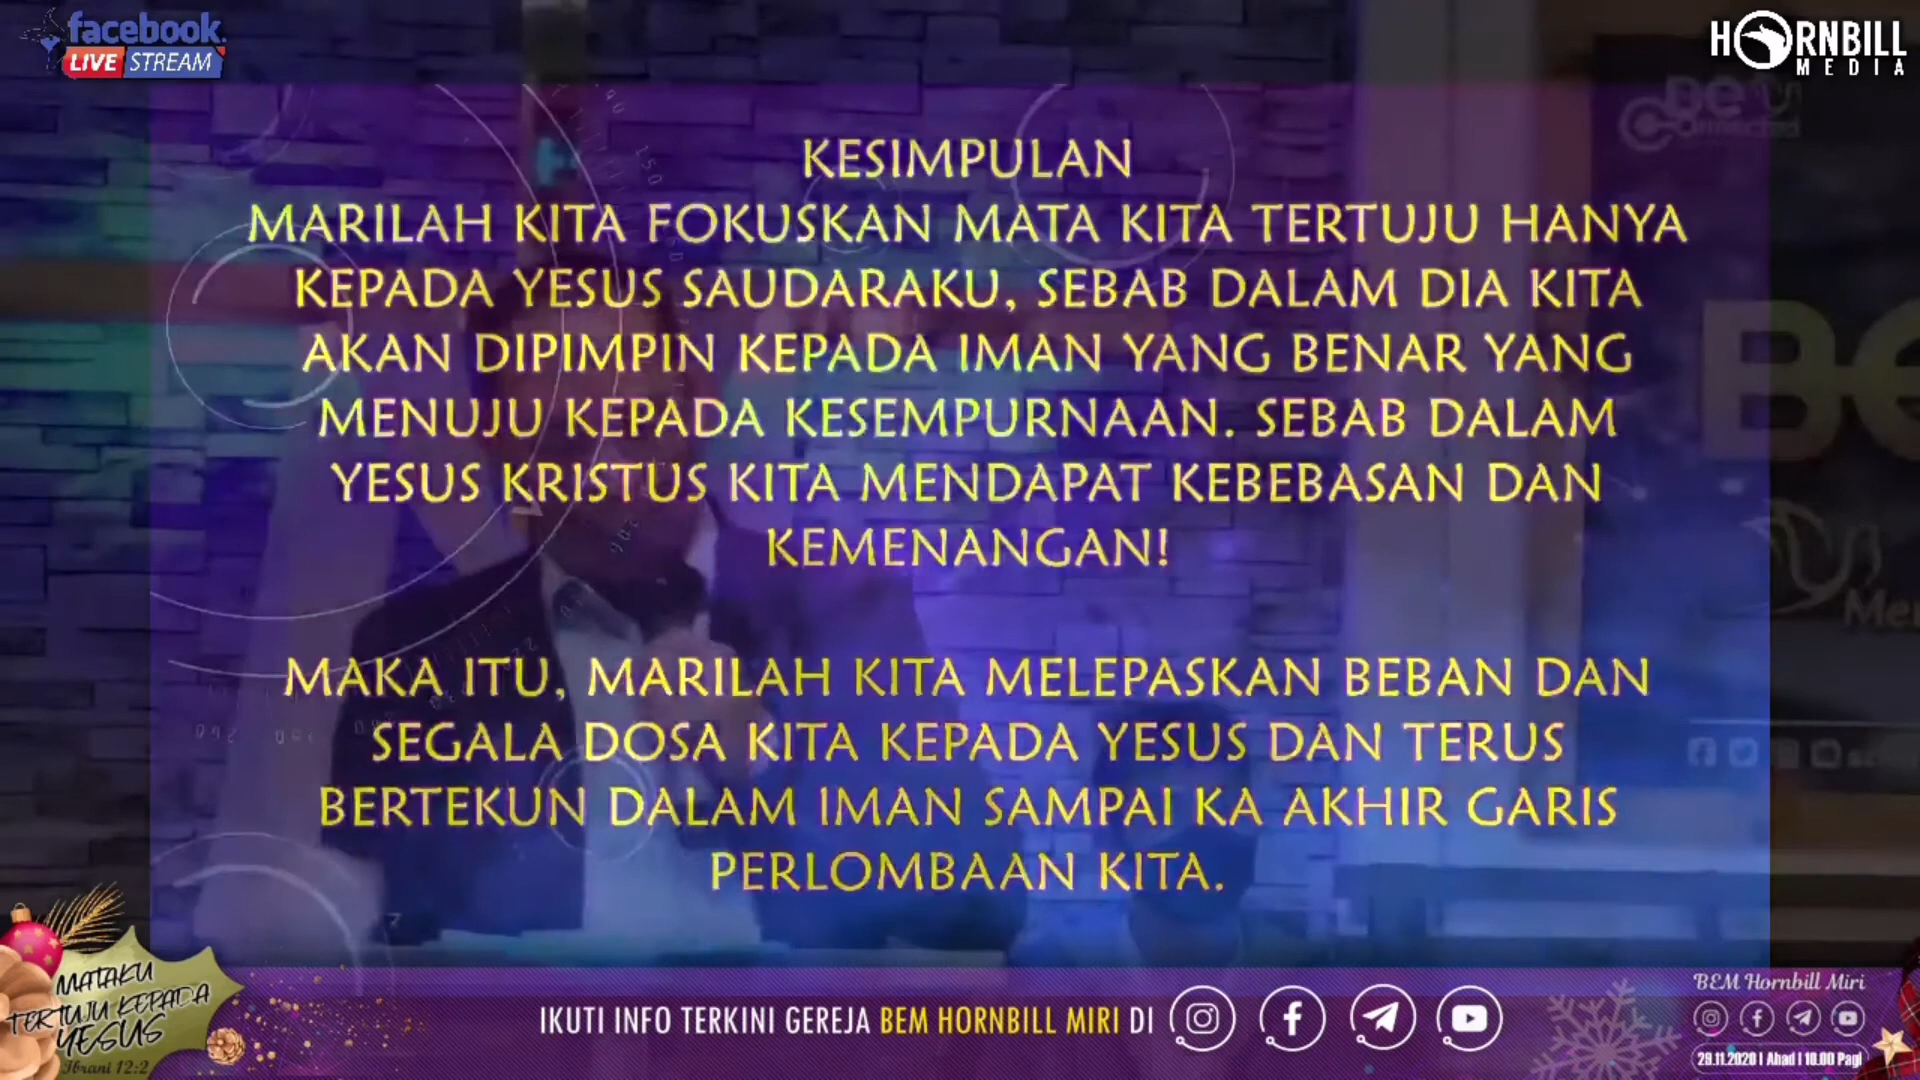 facebook.
LIVE STREAM
HORNBILL
MEDIA
Be
Connected
KESIMPULAN
MARILAH KITA FOKUSKAN MATA KITA TERTUJU HANYA
KEPADA YESUS SAUDARAKU, SEBAB DALAM DIA KITA
AKAN DIPIMPIN KEPADA IMAN YANG BENAR YANG
MENUJU KEPADA KESEMPURNAAN. SEBAB DALAM
YESUS KRISTUS KITA MENDAPAT KEBEBASAN DAN
KEMENANGAN!
MAKA ITU, MARILAH KITA MELEPASKAN BEBAN DAN
SEGALA DOSA KITA KEPADA YESUS DAN TERUS
BERTEKUN DALAM IMAN SAMPAI KA AKHIR GARIS
PERLOMBAAN KITA.
MATAKU
TERTUJU KEPADA
YESUS
Ibrani 12:2
IKUTI INFO TERKINI GEREJA BEM HORNBILL MIRI DI
BEM Hornbill Miri
29.11.2020 | Ahad | 10.00 Pagi